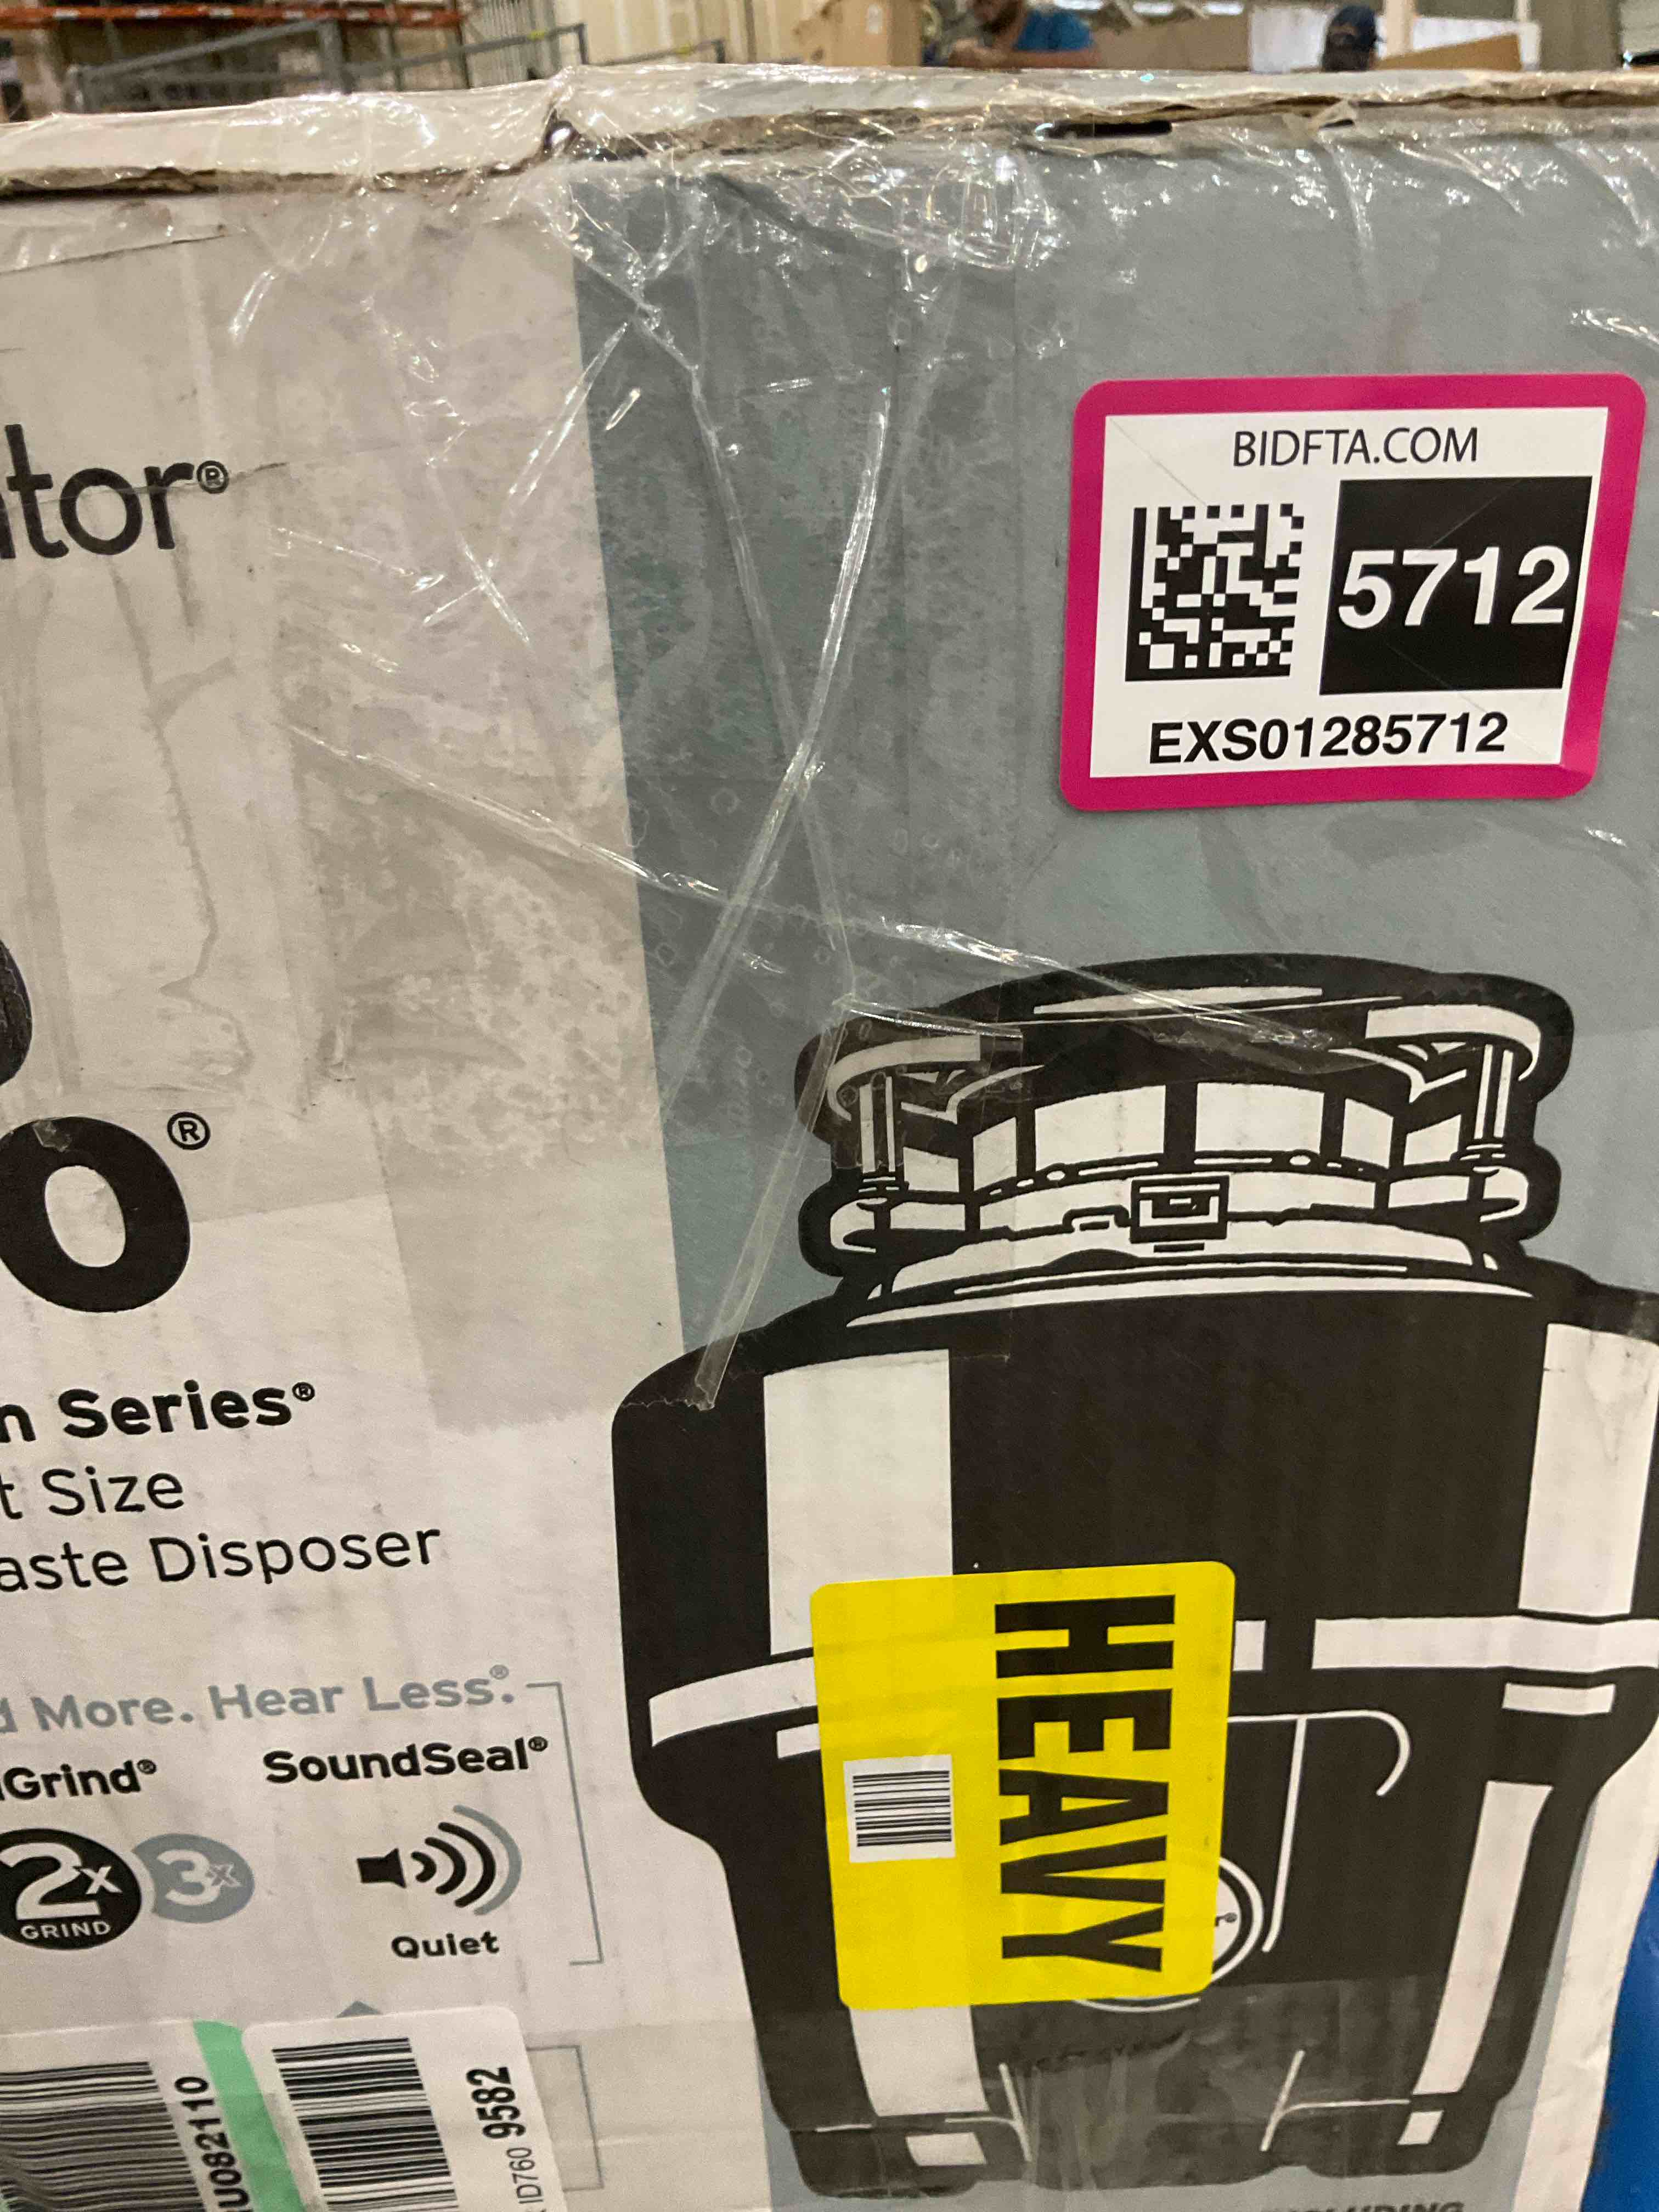 BIDFTA.COM
5712
EXS01285712
tor®
o®
n Series®
t Size
aste Disposer
d More. Hear Less®.
Grind®
SoundSeal®
2x
GRIND
3x
Quiet
HEAVY
U082110
ID760 9582